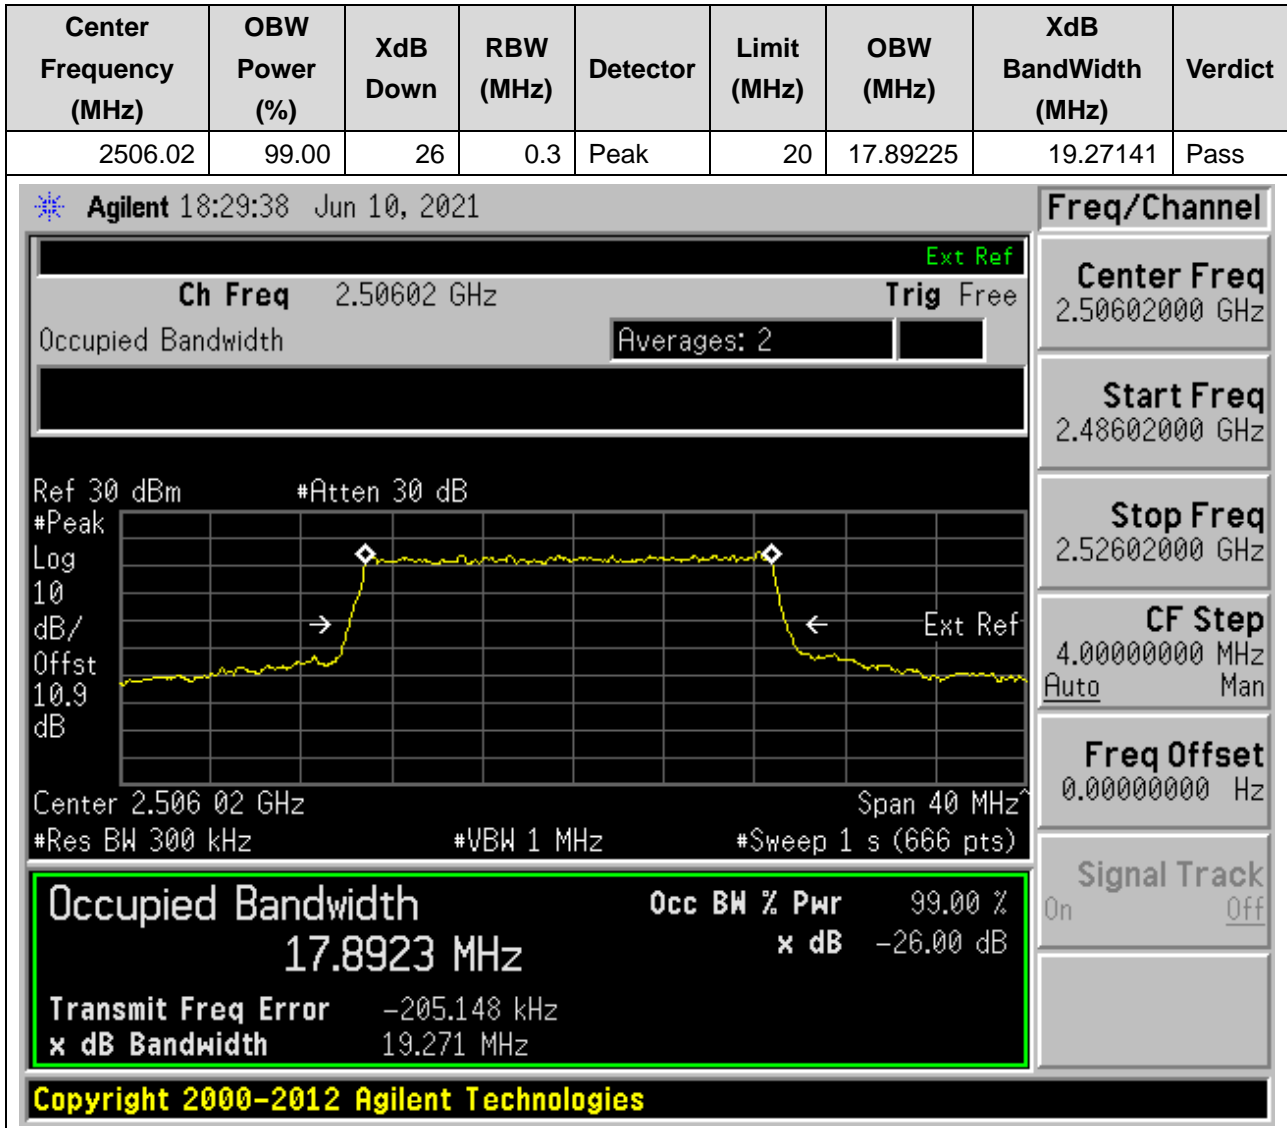 Center Frequency (MHz) OBW Power (%) XdB Down RBW (MHz) Detector Limit (MHz) OBW (MHz) XdB BandWidth (MHz) Verdict
2506.02 99.00 26 0.3 Peak 20 17.89225 19.27141 Pass
Agilent 18:29:38 Jun 10, 2021
Ext Ref
Ch Freq 2.50602 GHz Trig Free
Occupied Bandwidth Averages: 2
Ref 30 dBm #Atten 30 dB
#Peak
Log
10
dB/
Offst
10.9
dB
Ext Ref
Center 2.506 02 GHz Span 40 MHz^
#Res BW 300 kHz #VBW 1 MHz #Sweep 1 s (666 pts)
Occupied Bandwidth Occ BW % Pwr 99.00 %
17.8923 MHz x dB -26.00 dB
Transmit Freq Error -205.148 kHz
x dB Bandwidth 19.271 MHz
Copyright 2000-2012 Agilent Technologies
Freq/Channel
Center Freq
2.50602000 GHz
Start Freq
2.48602000 GHz
Stop Freq
2.52602000 GHz
CF Step
4.00000000 MHz
Auto Man
Freq Offset
0.00000000 Hz
Signal Track
On Off